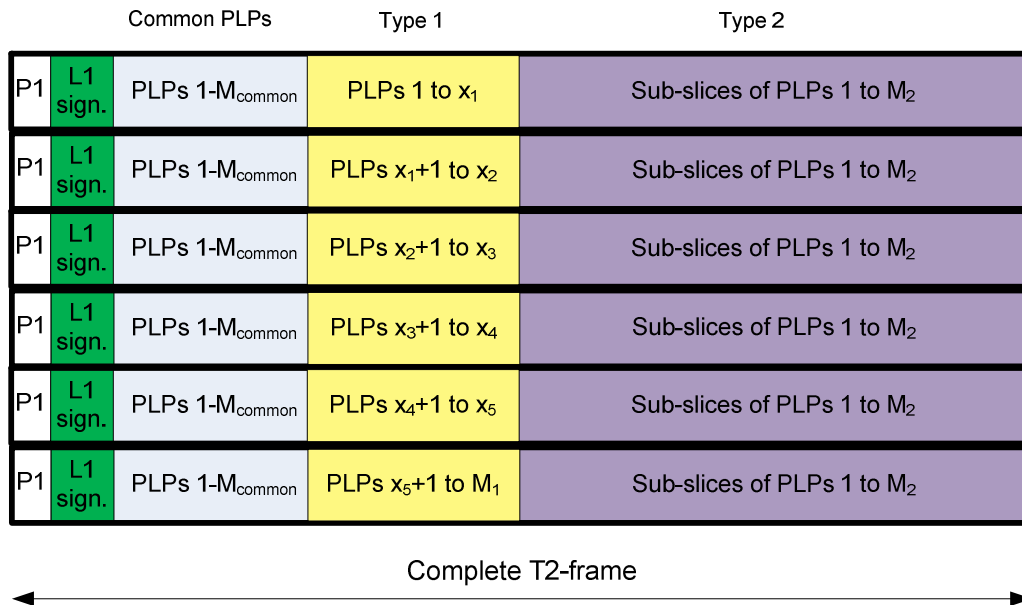 Common PLPs Type 1 Type 2
P1 L1 sign. PLPs 1-Mcommon PLPs 1 to x1 Sub-slices of PLPs 1 to M2
P1 L1 sign. PLPs 1-Mcommon PLPs x1+1 to x2 Sub-slices of PLPs 1 to M2
P1 L1 sign. PLPs 1-Mcommon PLPs x2+1 to x3 Sub-slices of PLPs 1 to M2
P1 L1 sign. PLPs 1-Mcommon PLPs x3+1 to x4 Sub-slices of PLPs 1 to M2
P1 L1 sign. PLPs 1-Mcommon PLPs x4+1 to x5 Sub-slices of PLPs 1 to M2
P1 L1 sign. PLPs 1-Mcommon PLPs x5+1 to M1 Sub-slices of PLPs 1 to M2
Complete T2-frame